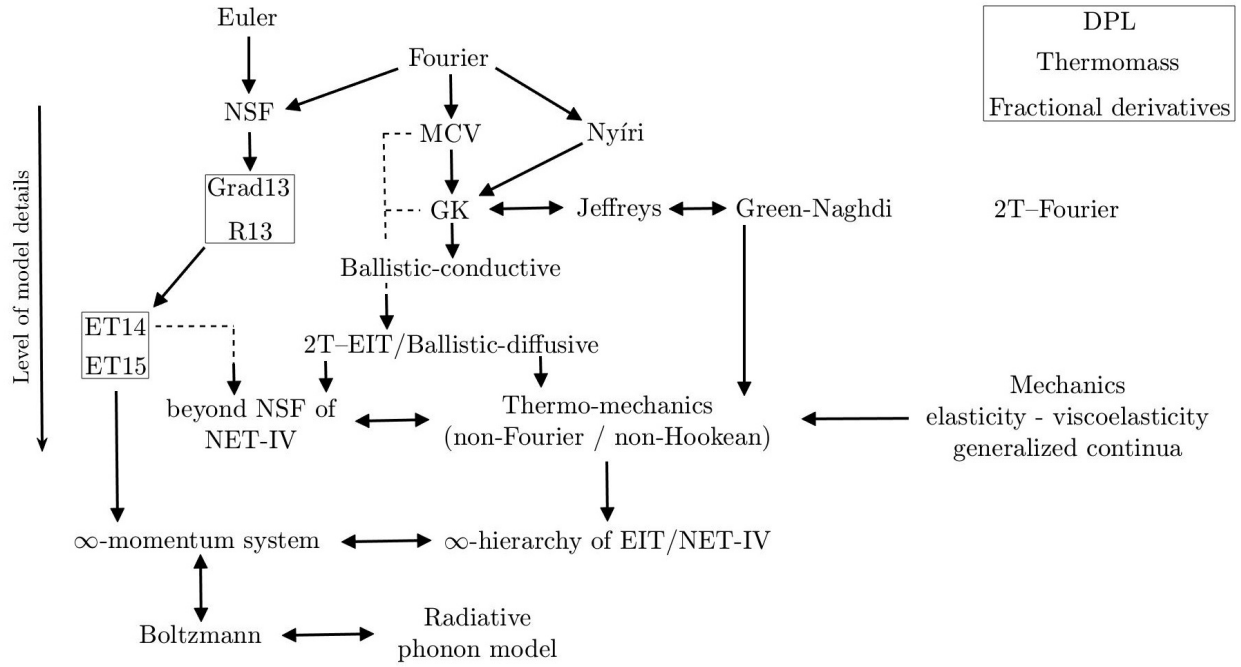 Euler
DPL
Thermomass
Fractional derivatives
Fourier
NSF
MCV
Nyíri
Grad13
R13
GK
Jeffreys
Green-Naghdi
2T–Fourier
Level of model details
Ballistic-conductive
ET14
ET15
2T–EIT/Ballistic-diffusive
beyond NSF of
NET-IV
Thermo-mechanics
(non-Fourier / non-Hookean)
Mechanics
elasticity - viscoelasticity
generalized continua
∞-momentum system
∞-hierarchy of EIT/NET-IV
Boltzmann
Radiative
phonon model